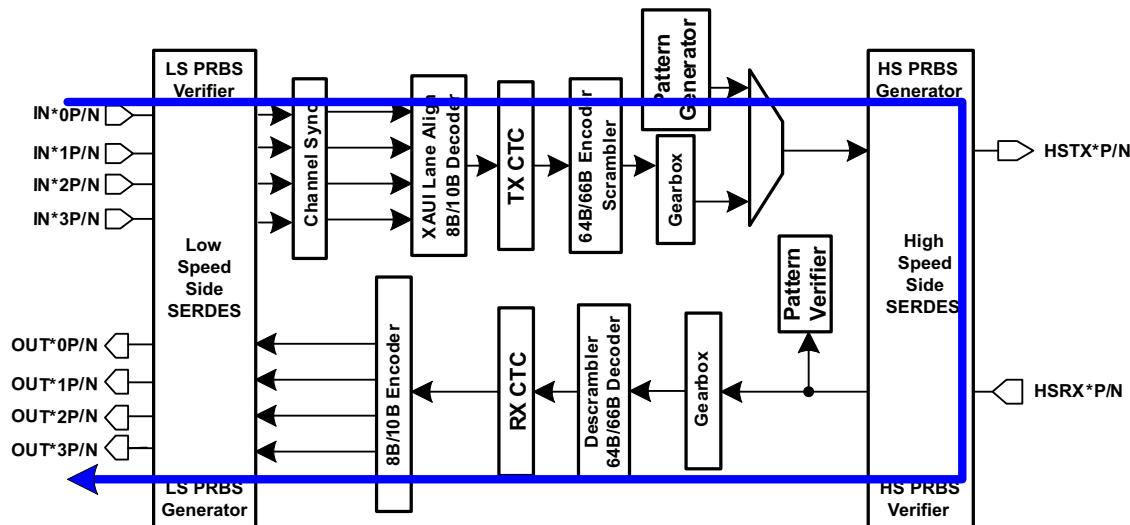 LS PRBS
Verifier
IN*0P/N
IN*1P/N
IN*2P/N
IN*3P/N
Low
Speed
Side
SERDES
OUT*0P/N
OUT*1P/N
OUT*2P/N
OUT*3P/N
LS PRBS
Generator
Channel Sync
XAUI Lane Align
8B/10B Decoder
TX CTC
64B/66B Encoder
Scrambler
Pattern
Generator
Gearbox
HS PRBS
Generator
HSTX*P/N
High
Speed
Side
SERDES
Pattern
Verifier
8B/10B Encoder
RX CTC
Descrambler
64B/66B Decoder
Gearbox
HSRX*P/N
HS PRBS
Verifier